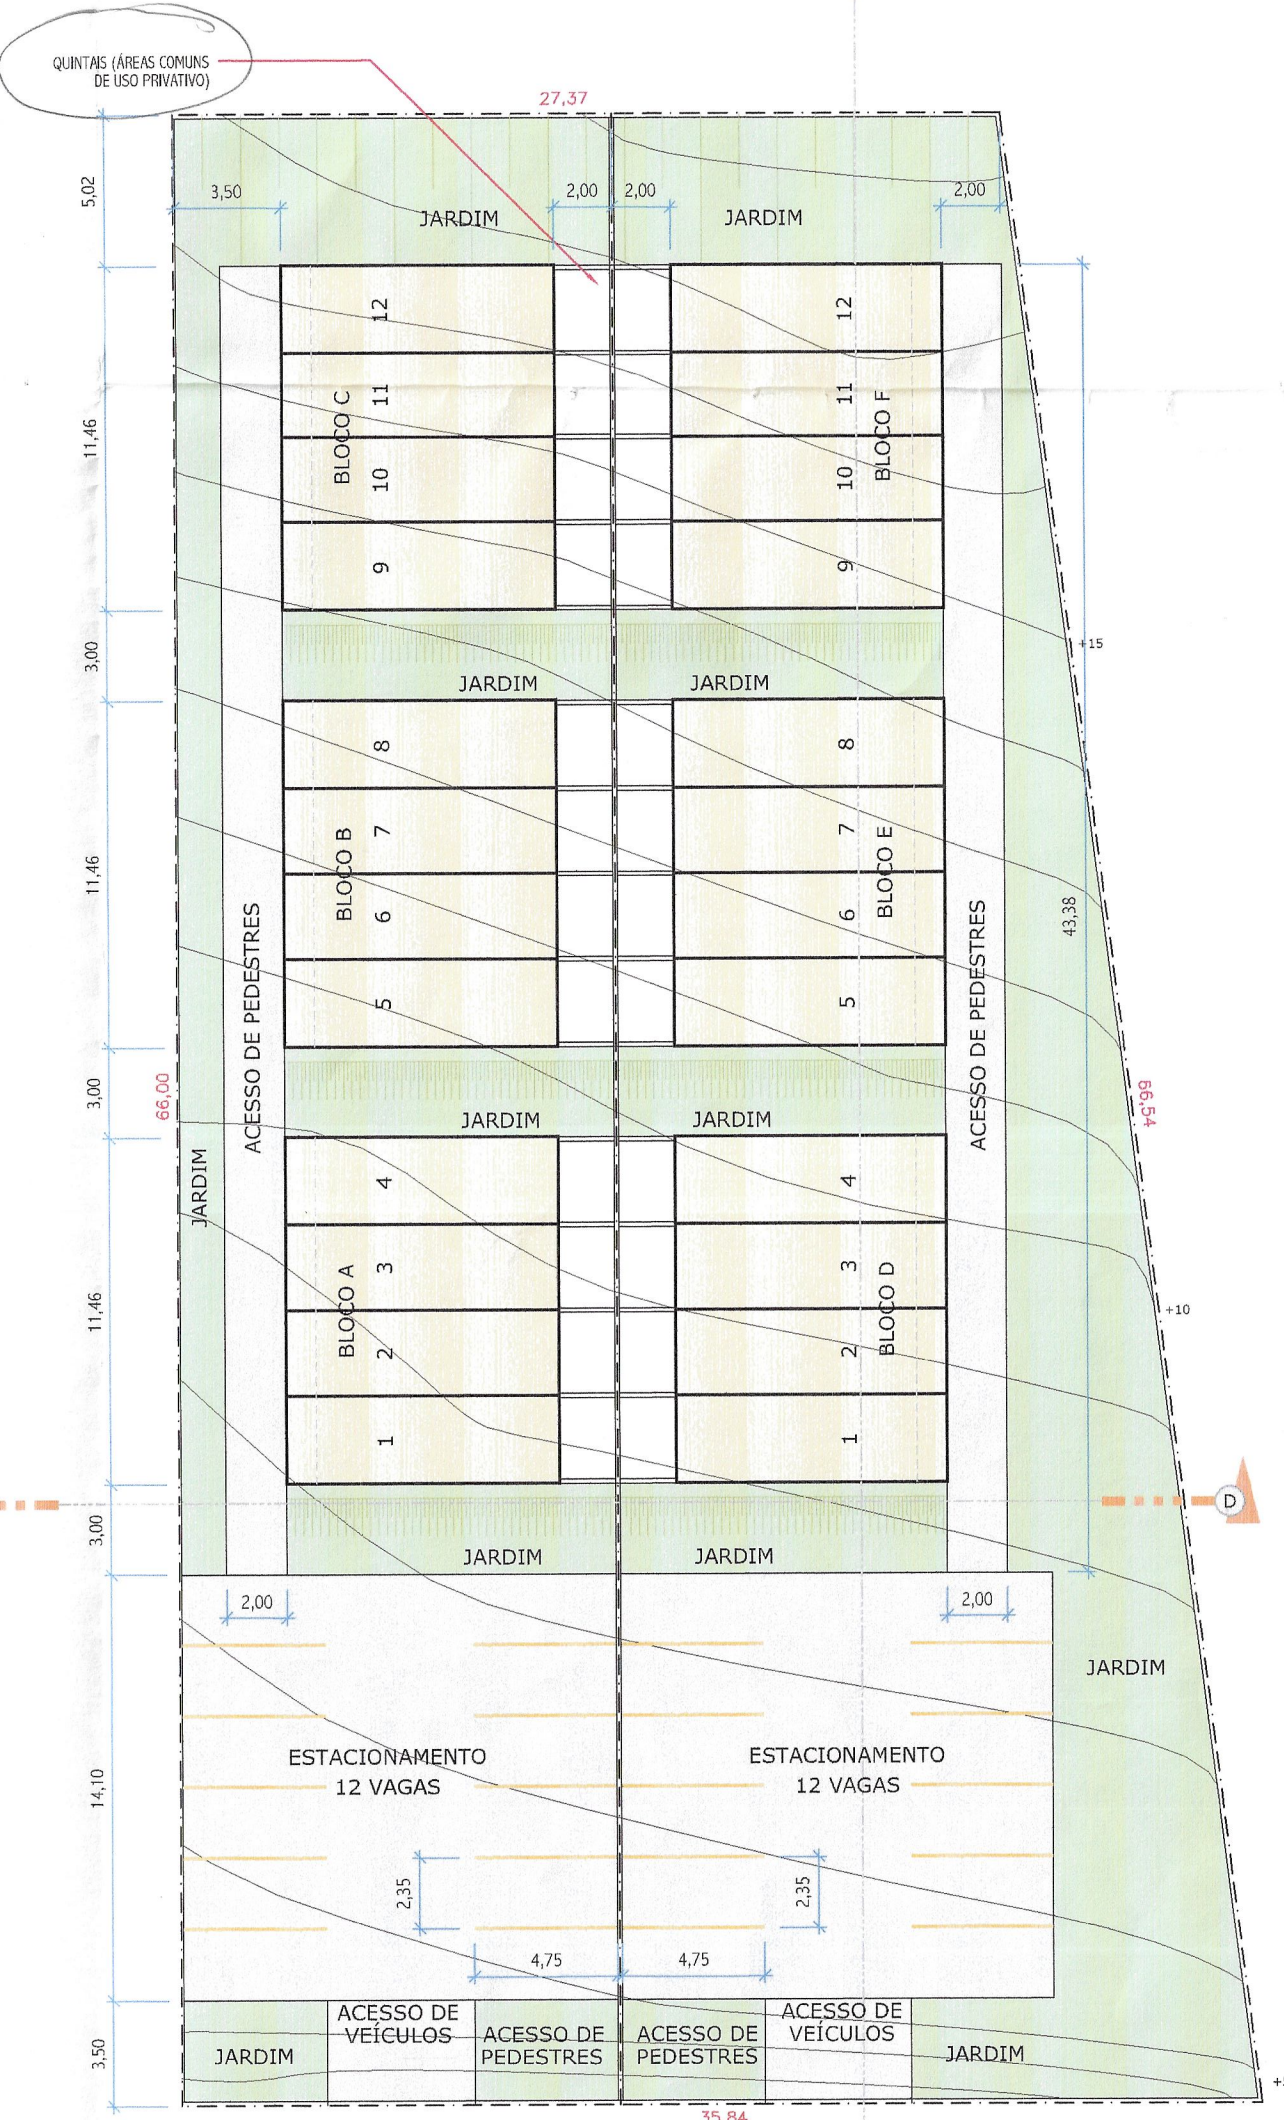 QUINTAIS (ÁREAS COMUNS
DE USO PRIVATIVO)
27,37
5,02
3,50
2,00
2,00
2,00
JARDIM
JARDIM
12
12
11
11
BLOCO C
BLOCO F
10
10
9
9
11,46
3,00
+15
JARDIM
JARDIM
8
8
7
7
BLOCO B
BLOCO E
6
6
5
5
11,46
43,38
ACESSO DE PEDESTRES
ACESSO DE PEDESTRES
3,00
66,00
66,54
JARDIM
JARDIM
JARDIM
4
4
3
3
BLOCO A
BLOCO D
2
2
1
1
11,46
+10
D
3,00
JARDIM
JARDIM
2,00
2,00
JARDIM
ESTACIONAMENTO
12 VAGAS
ESTACIONAMENTO
12 VAGAS
14,10
2,35
2,35
4,75
4,75
3,50
JARDIM
ACESSO DE
VEÍCULOS
ACESSO DE
PEDESTRES
ACESSO DE
PEDESTRES
ACESSO DE
VEÍCULOS
JARDIM
35,84